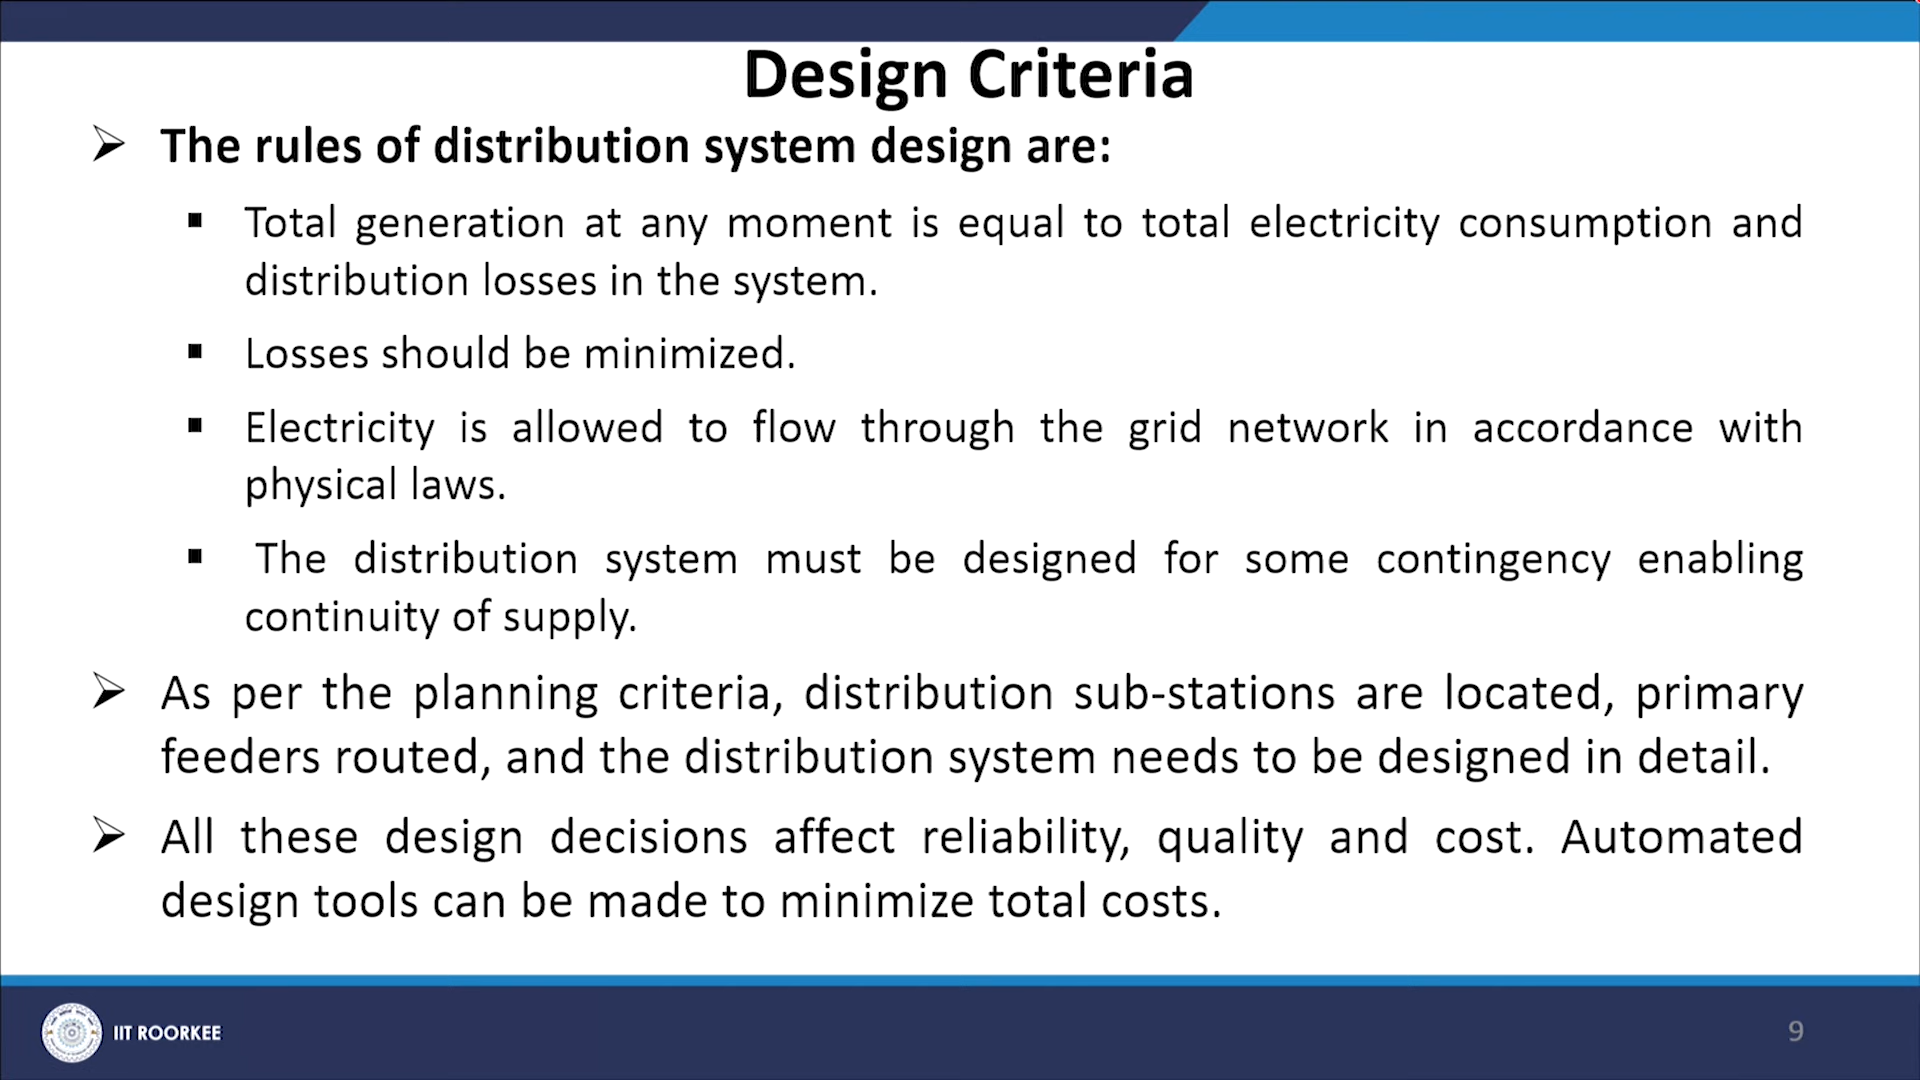 Design Criteria
The rules of distribution system design are:
Total generation at any moment is equal to total electricity consumption and
distribution losses in the system.
Losses should be minimized.
Electricity is allowed to flow through the grid network in accordance with
physical laws.
The distribution system must be designed for some contingency enabling
continuity of supply.
As per the planning criteria, distribution sub-stations are located, primary
feeders routed, and the distribution system needs to be designed in detail.
All these design decisions affect reliability, quality and cost. Automated
design tools can be made to minimize total costs.
IIT ROORKEE
9